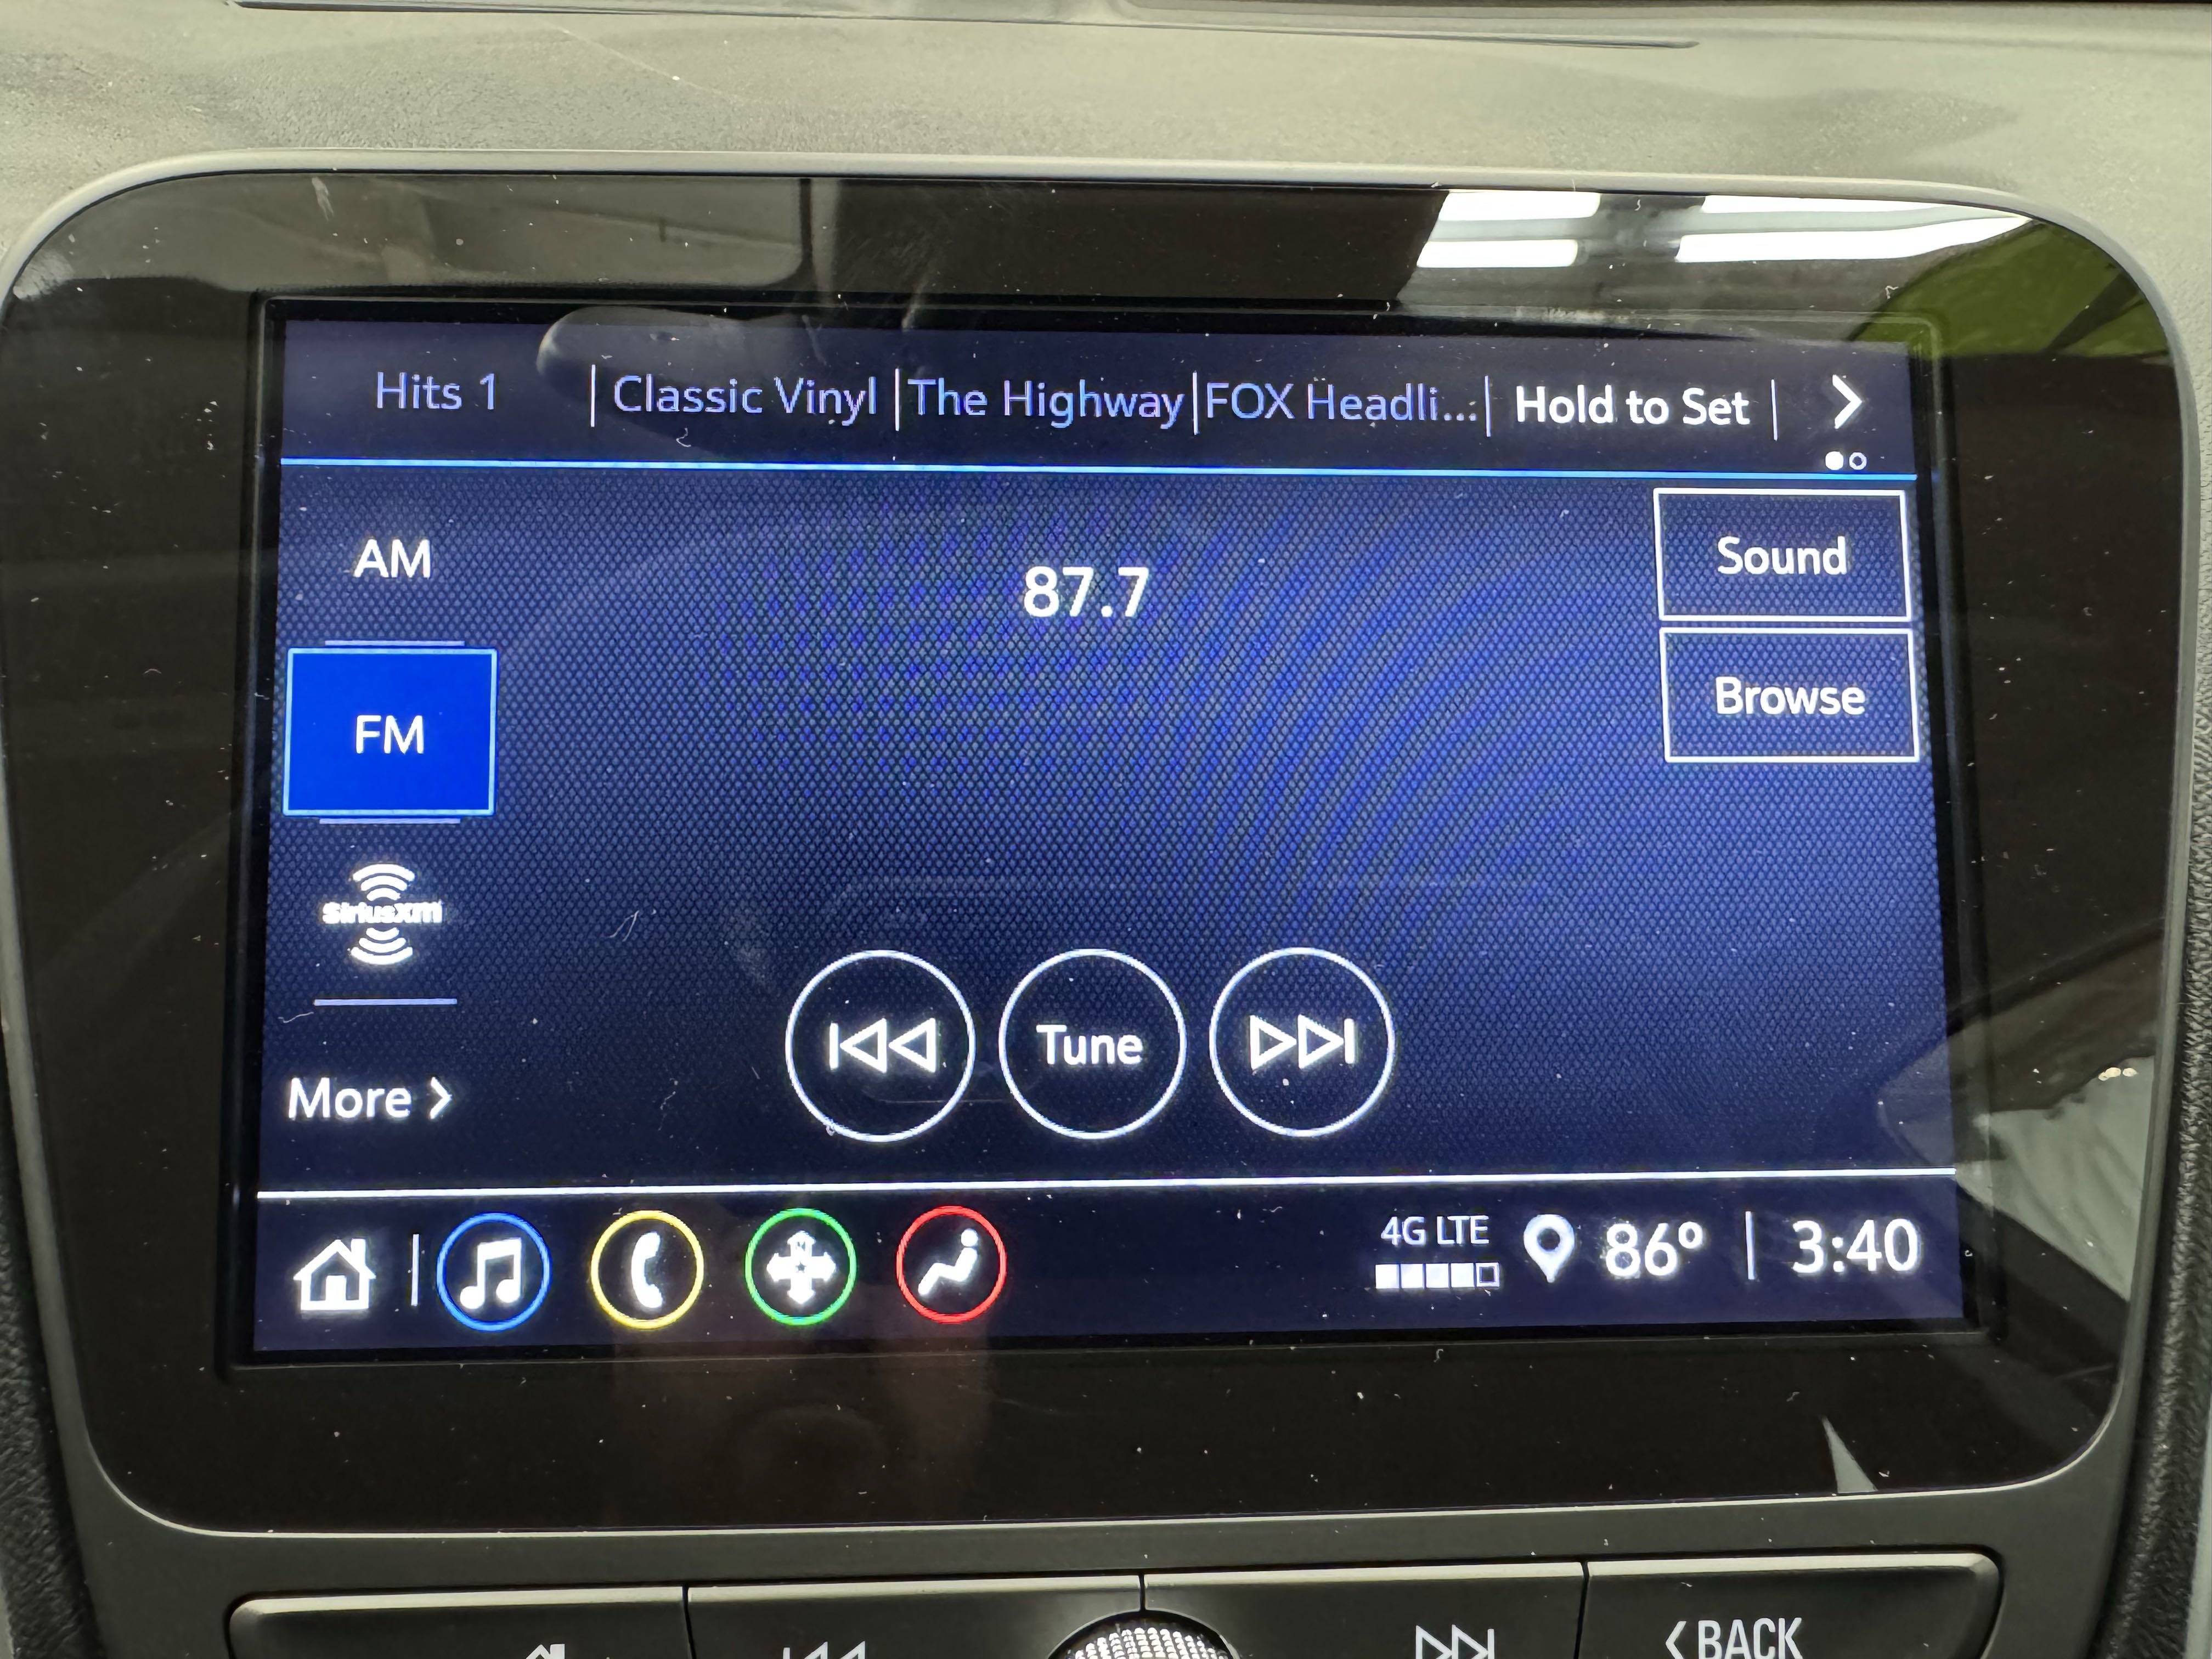 Hits 1 | Classic Vinyl | The Highway | FOX Headli... | Hold to Set |
AM
87.7
Sound
FM
Browse
siriusxm
Tune
More
4G LTE
86° | 3:40
BACK